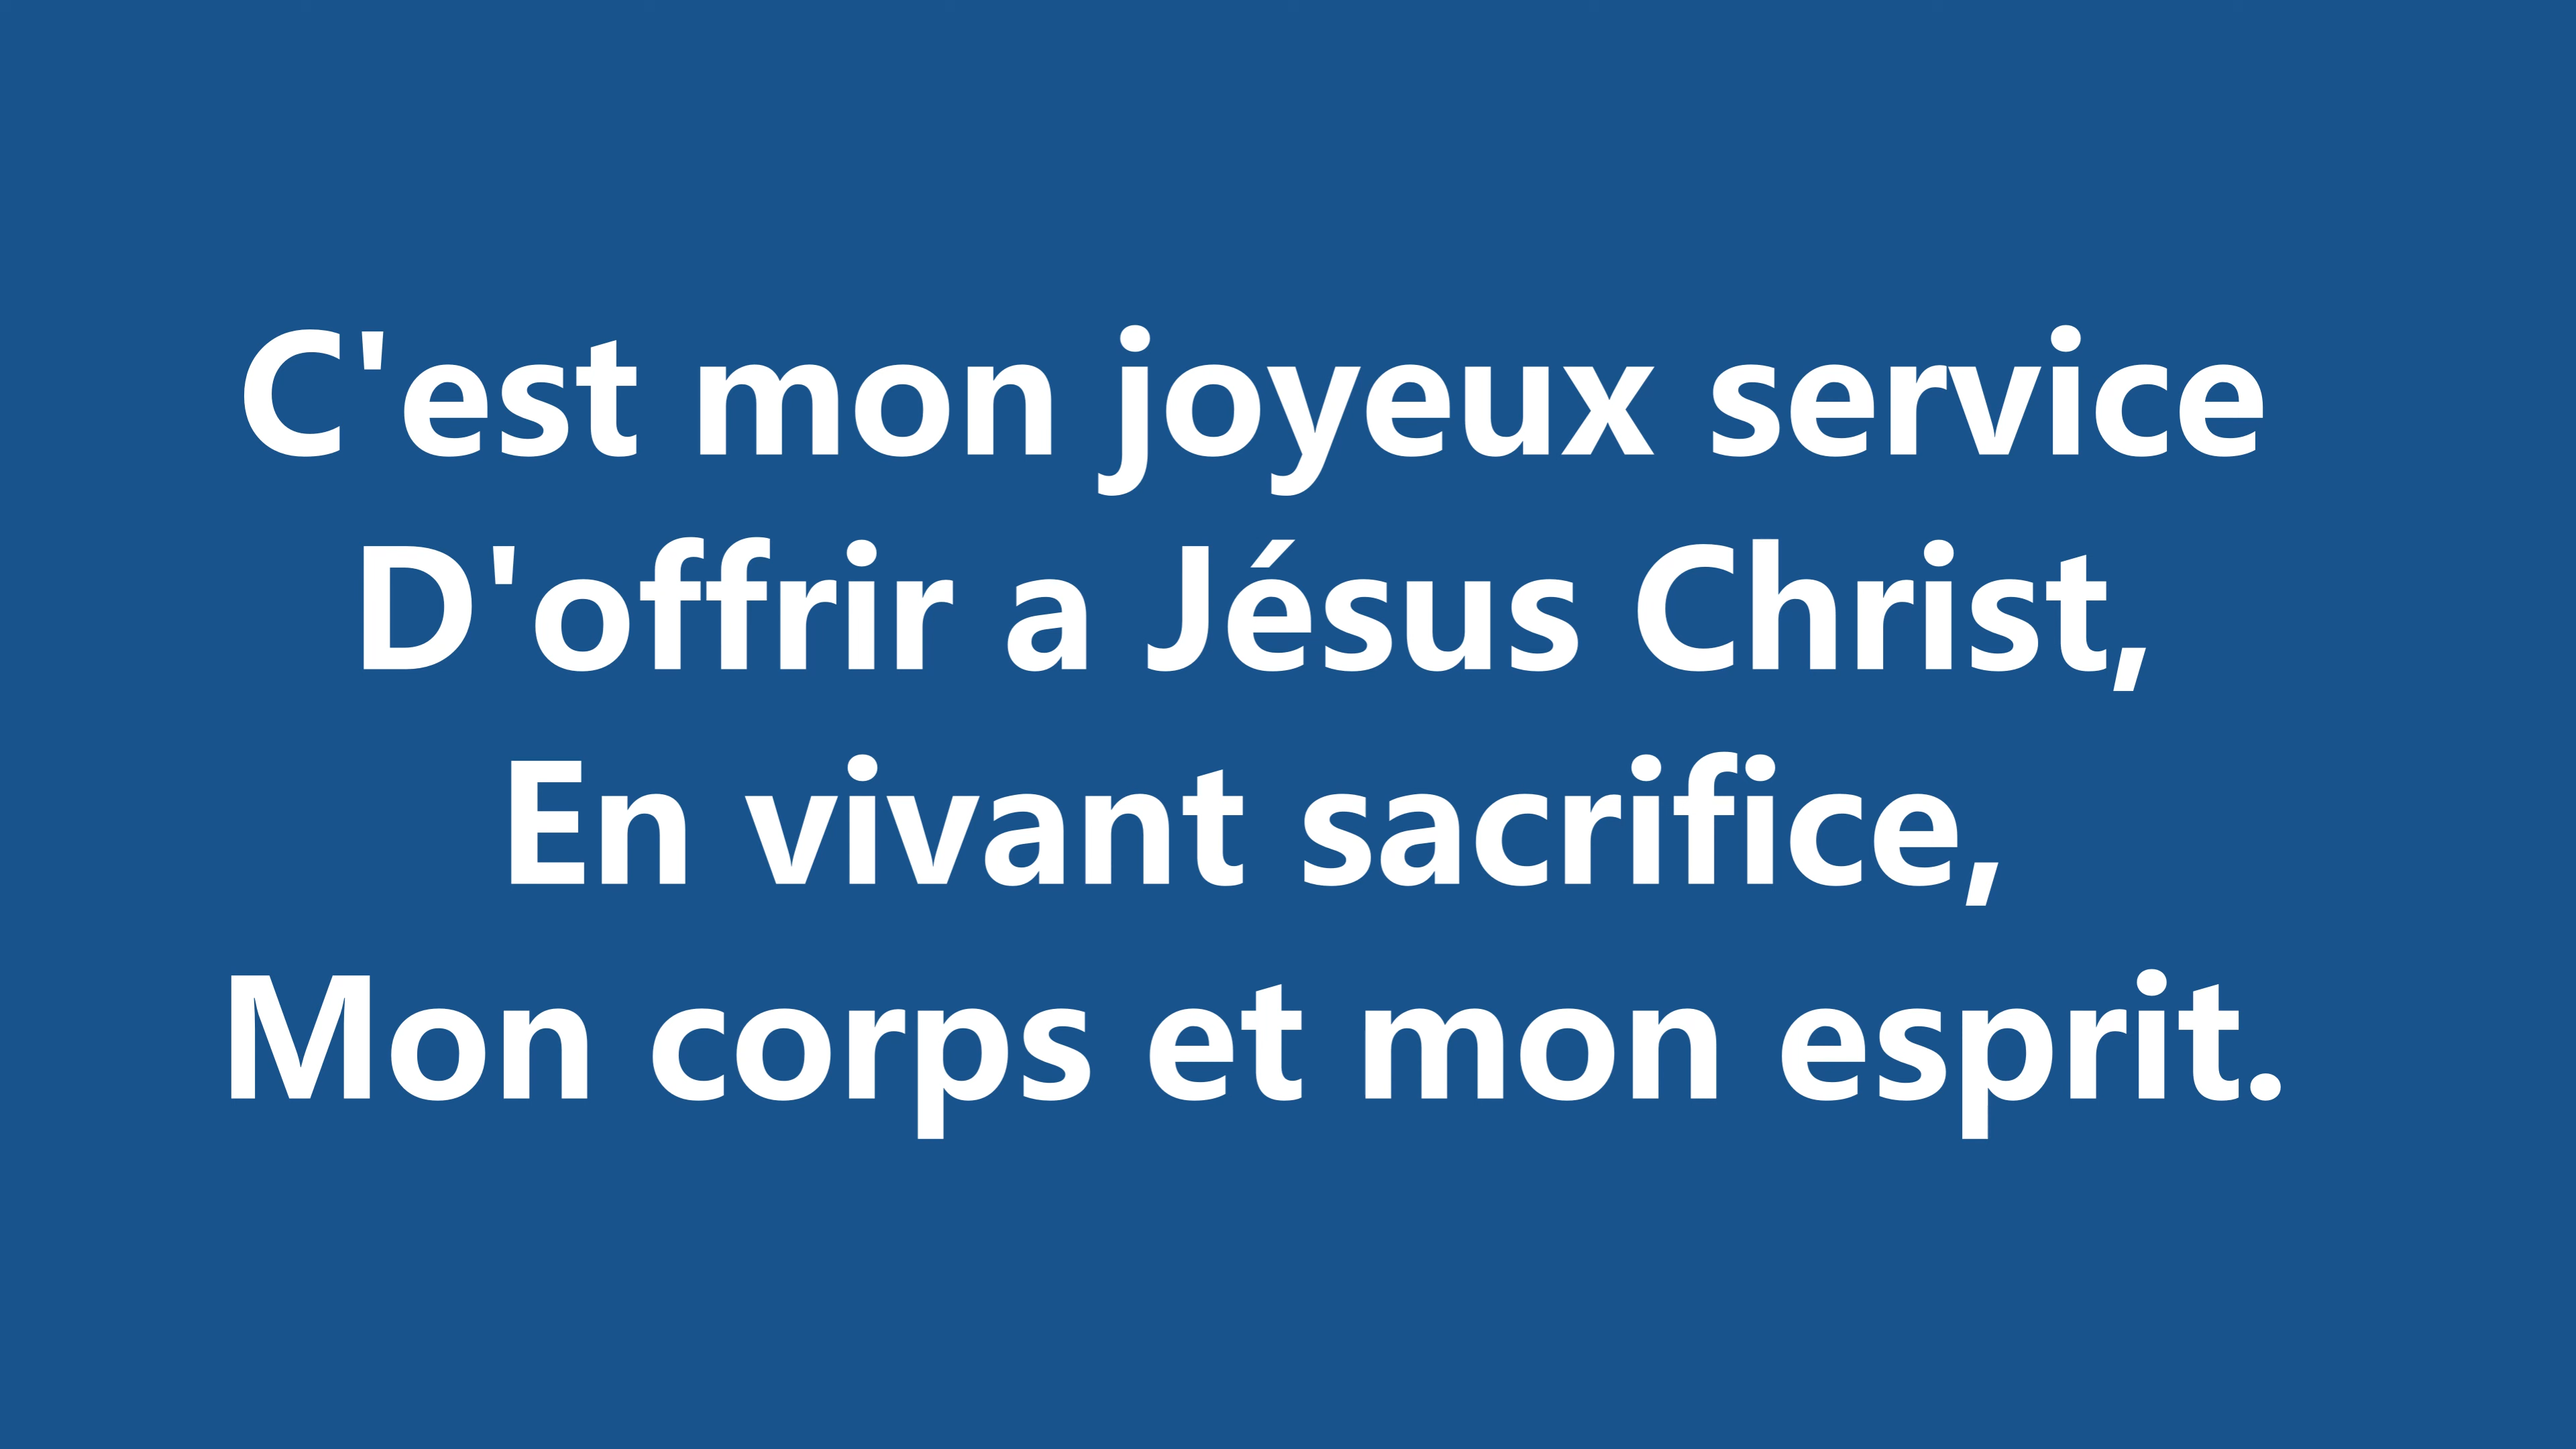 C'est mon joyeux service
D'offrir a Jésus Christ,
En vivant sacrifice,
Mon corps et mon esprit.